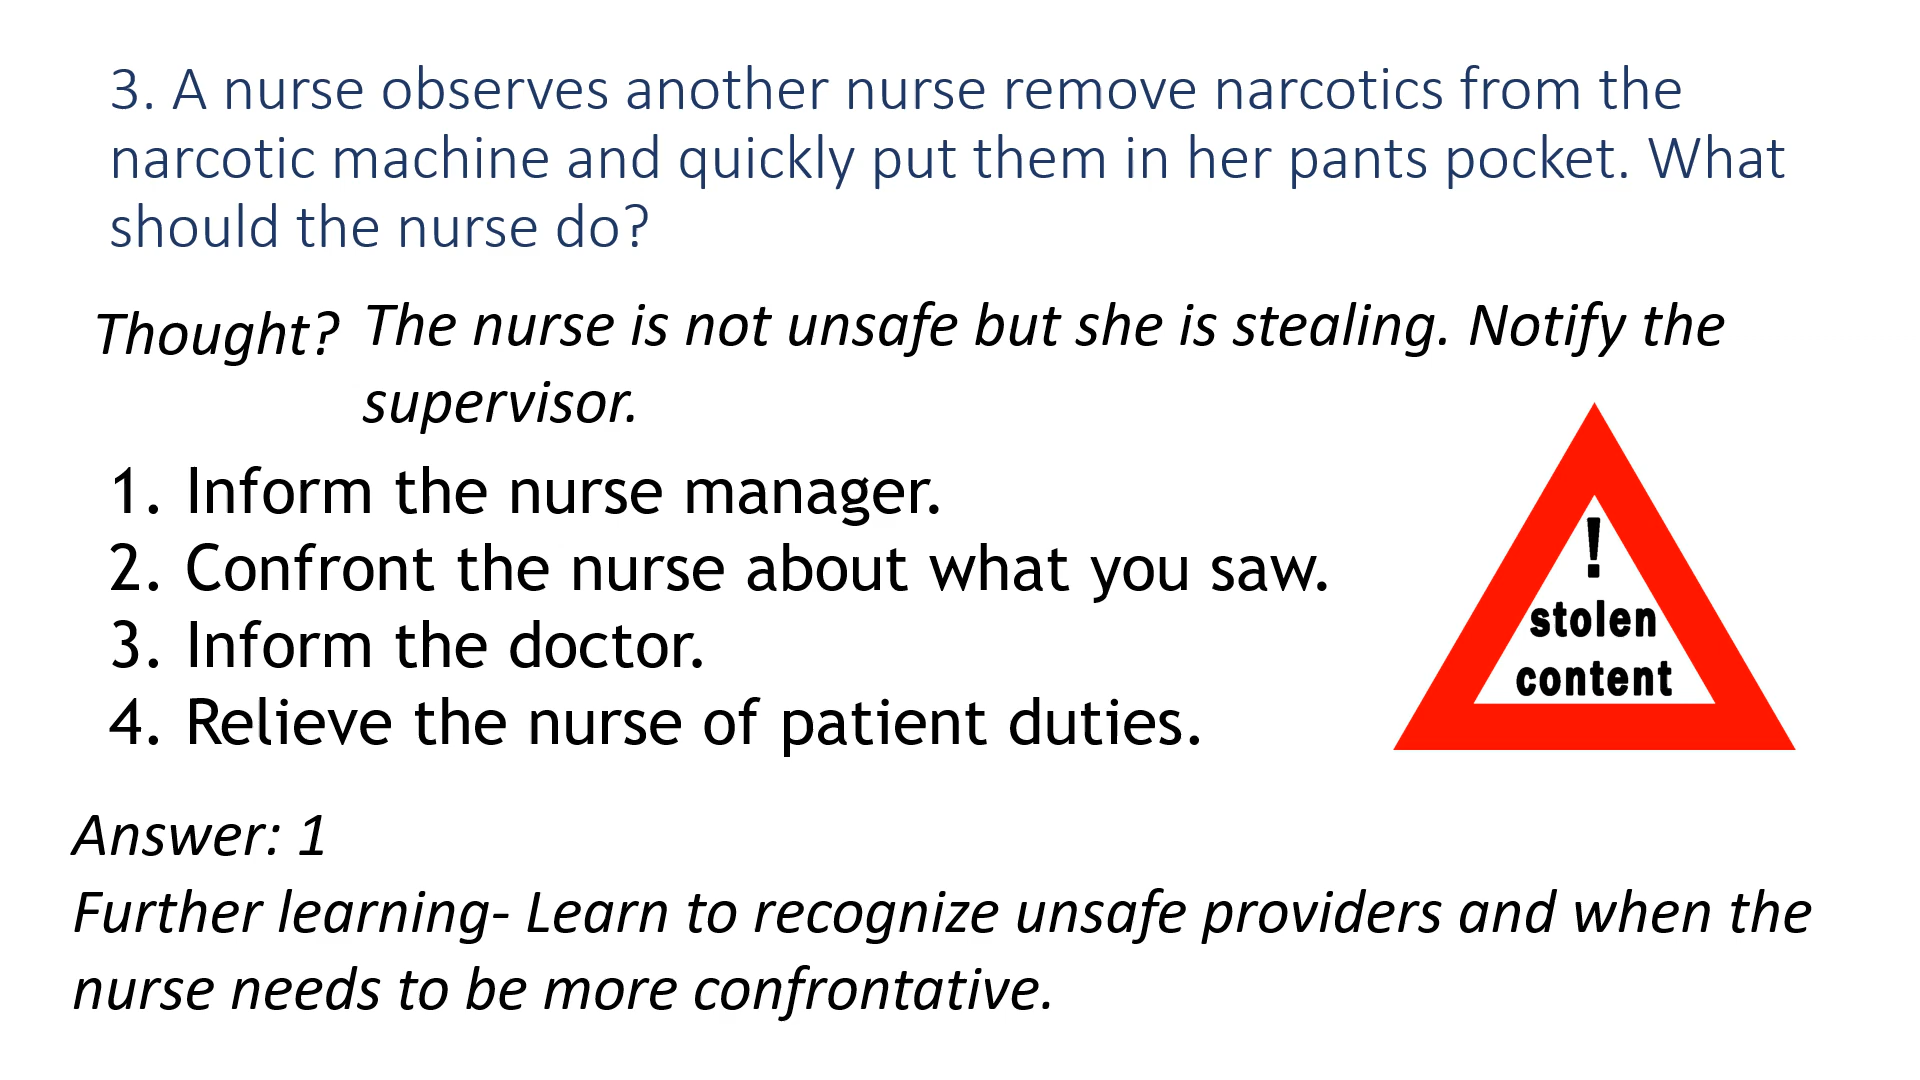 3. A nurse observes another nurse remove narcotics from the
narcotic machine and quickly put them in her pants pocket. What
should the nurse do?
Thought? The nurse is not unsafe but she is stealing. Notify the
supervisor.
1. Inform the nurse manager.
2. Confront the nurse about what you saw.
3. Inform the doctor.
4. Relieve the nurse of patient duties.
!
stolen
content
Answer: 1
Further learning- Learn to recognize unsafe providers and when the
nurse needs to be more confrontative.